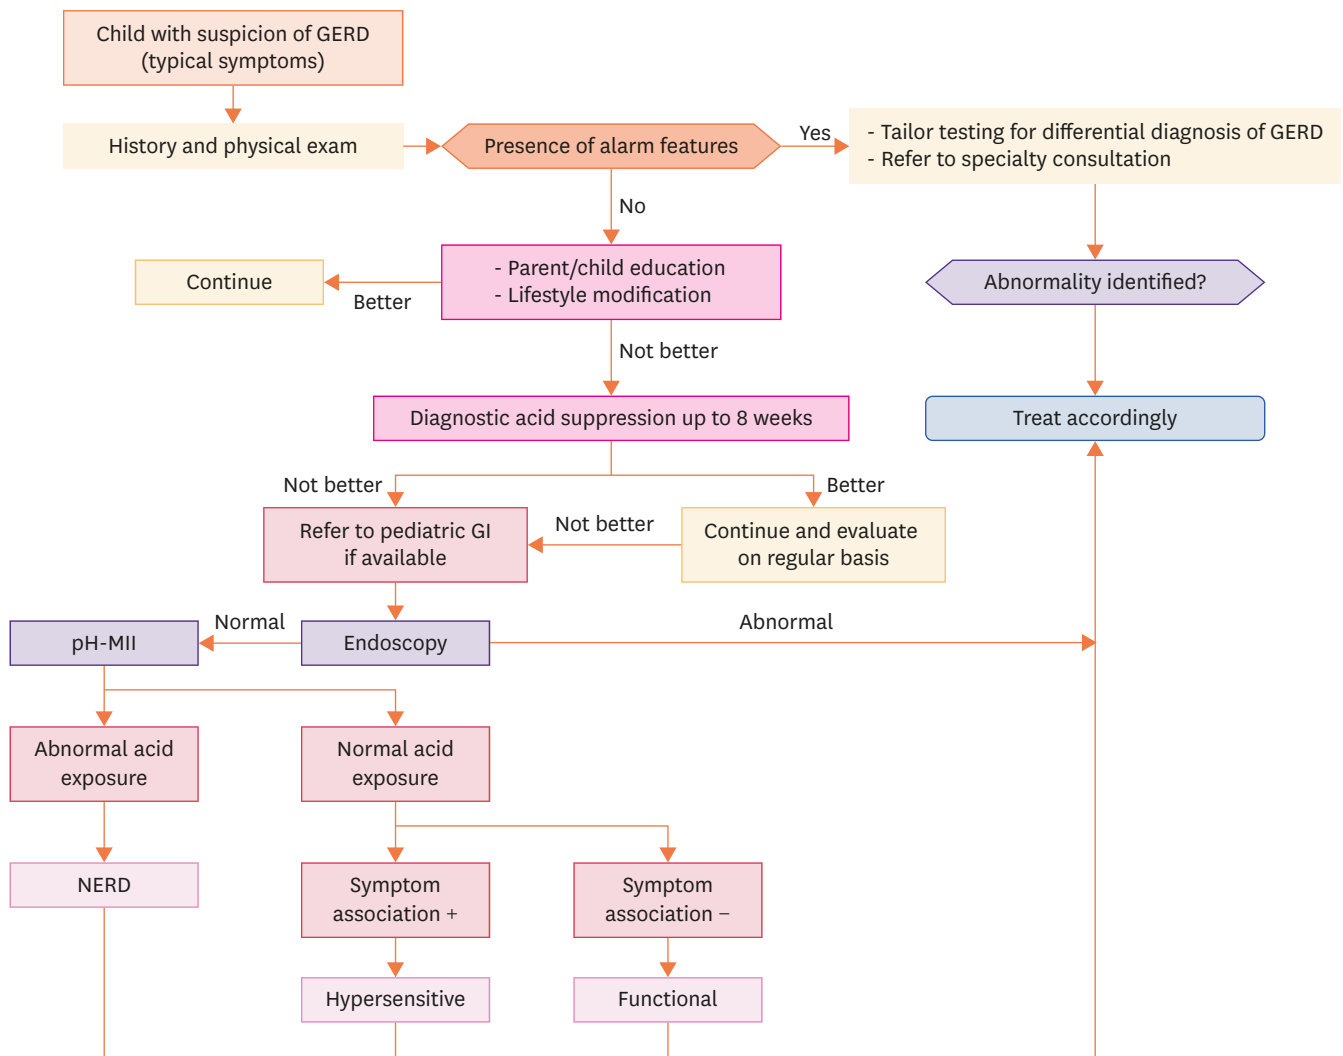 Child with suspicion of GERD
(typical symptoms)
History and physical exam
Presence of alarm features
Yes
- Tailor testing for differential diagnosis of GERD
- Refer to specialty consultation
No
Continue
Better
- Parent/child education
- Lifestyle modification
Abnormality identified?
Not better
Diagnostic acid suppression up to 8 weeks
Treat accordingly
Not better
Better
Refer to pediatric GI
if available
Not better
Continue and evaluate
on regular basis
pH-MII
Normal
Endoscopy
Abnormal
Abnormal acid
exposure
Normal acid
exposure
NERD
Symptom
association +
Symptom
association −
Hypersensitive
Functional